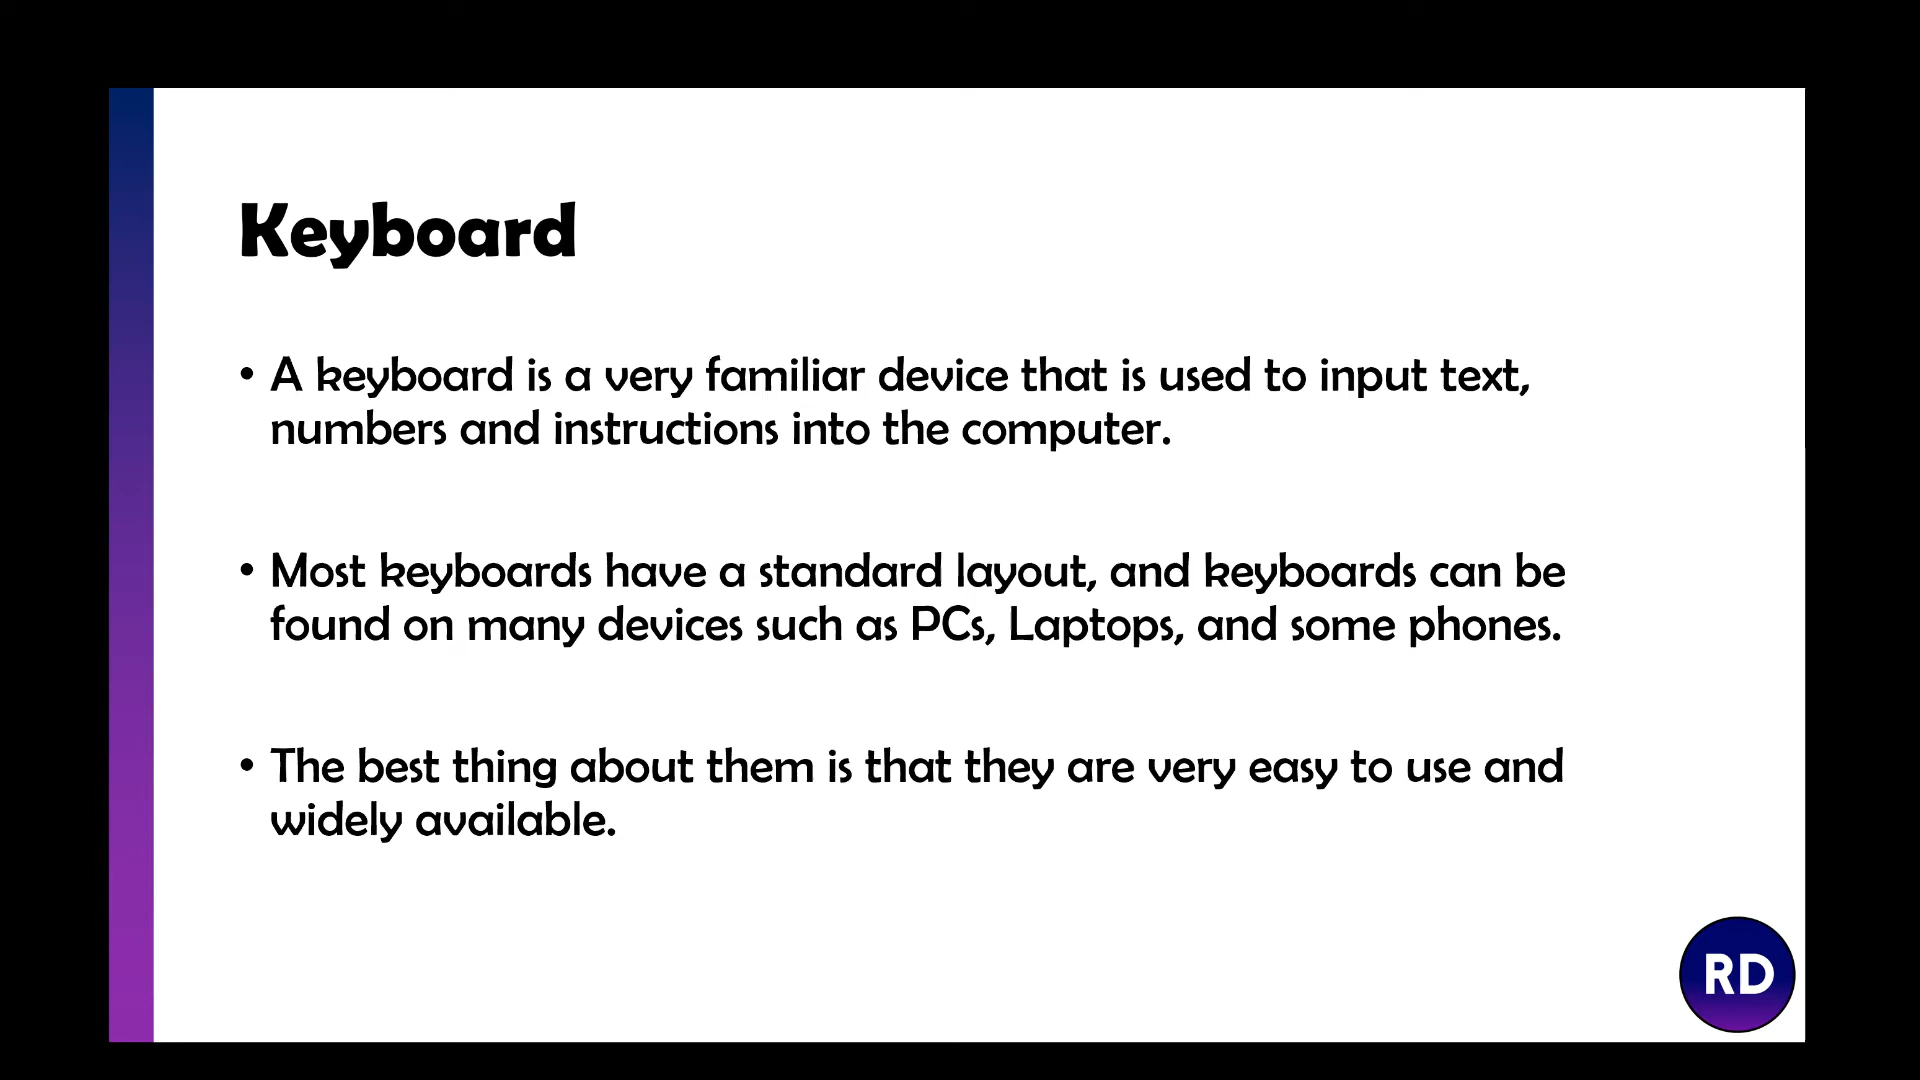 Keyboard
• A keyboard is a very familiar device that is used to input text,
numbers and instructions into the computer.
• Most keyboards have a standard layout, and keyboards can be
found on many devices such as PCs, Laptops, and some phones.
• The best thing about them is that they are very easy to use and
widely available.
RD